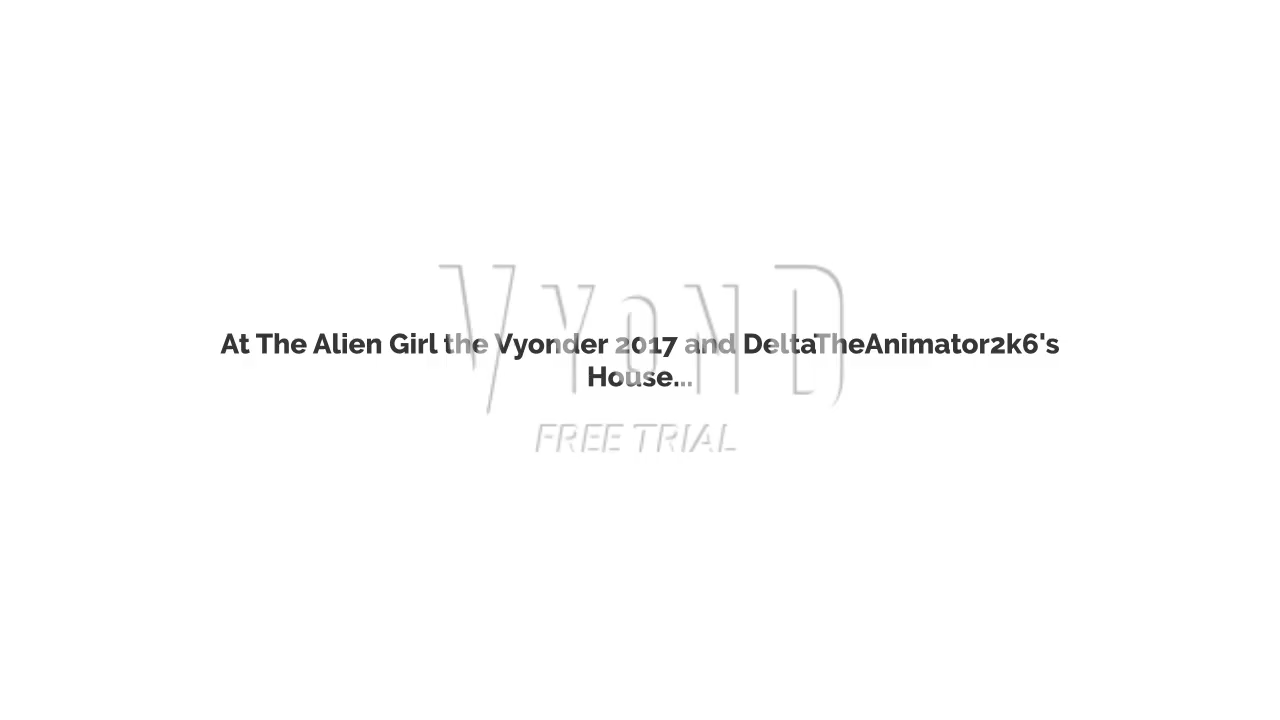 At The Alien Girl the Vyonder 2017 and DeltaTheAnimator2k6's
House...
VYOND
FREE TRIAL